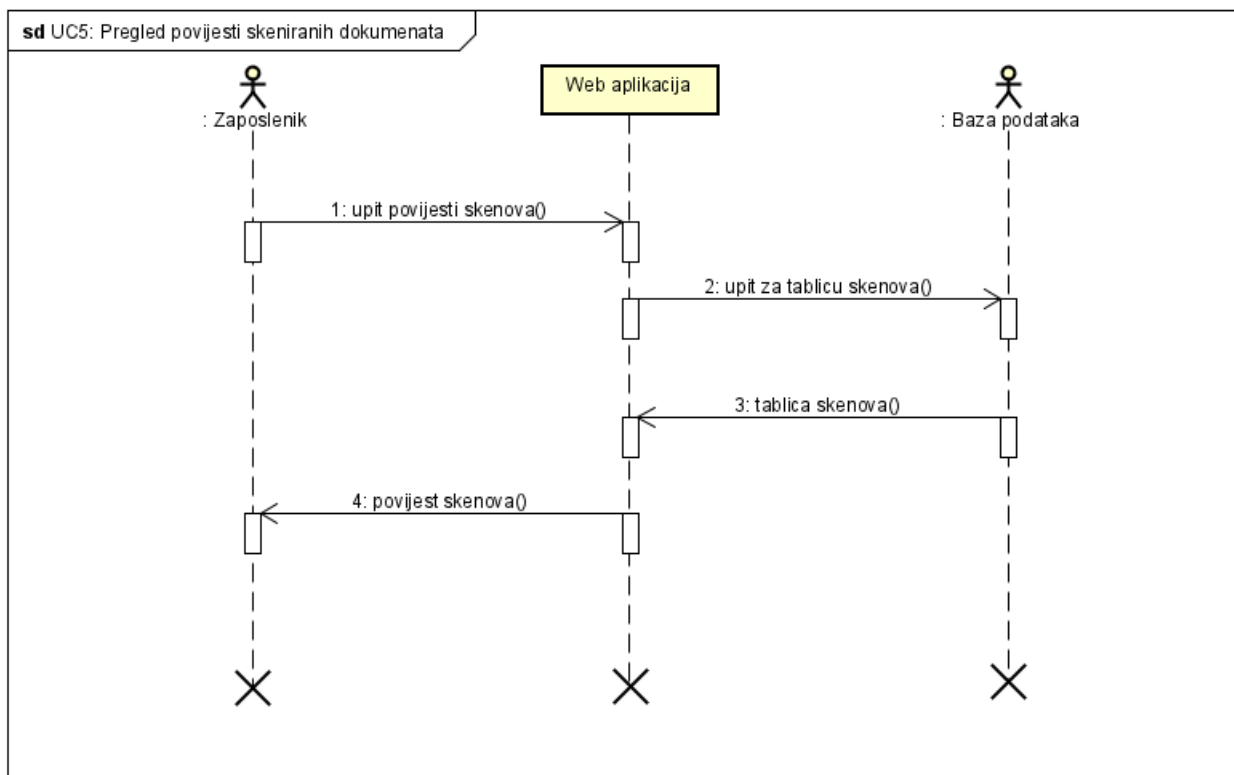 sd UC5: Pregled povijesti skeniranih dokumenata
: Zaposlenik
Web aplikacija
: Baza podataka
1: upit povijesti skenova()
2: upit za tablicu skenova()
3: tablica skenova()
4: povijest skenova()